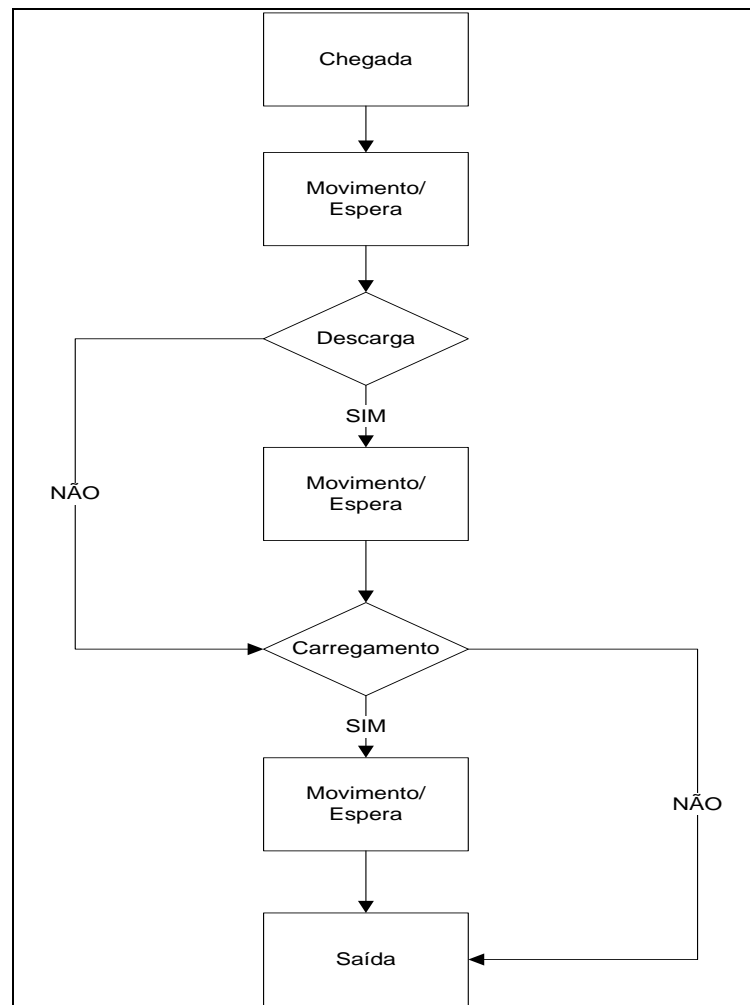 Chegada
Movimento/
Espera
Descarga
SIM
Movimento/
Espera
NÃO
Carregamento
SIM
Movimento/
Espera
NÃO
Saída